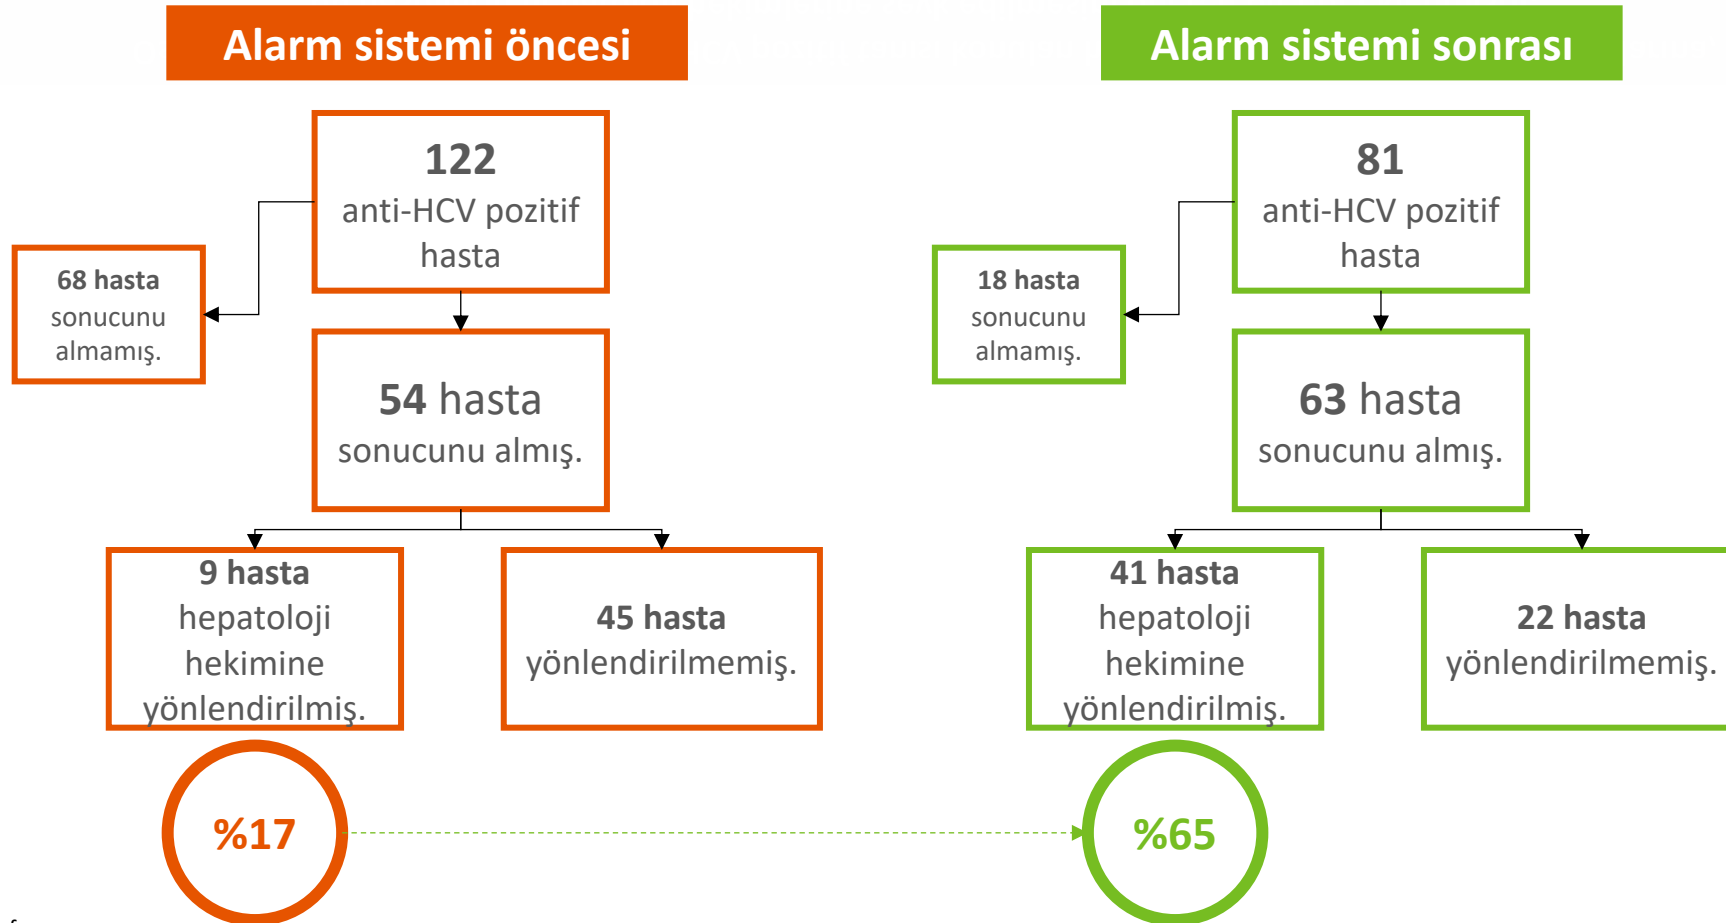 Alarm sistemi öncesi
122
anti-HCV pozitif
hasta
68 hasta
sonucunu
almamış.
54 hasta
sonucunu almış.
9 hasta
hepatoloji
hekimine
yönlendirilmiş.
45 hasta
yönlendirilmemiş.
%17
Alarm sistemi sonrası
81
anti-HCV pozitif
hasta
18 hasta
sonucunu
almamış.
63 hasta
sonucunu almış.
41 hasta
hepatoloji
hekimine
yönlendirilmiş.
22 hasta
yönlendirilmemiş.
%65